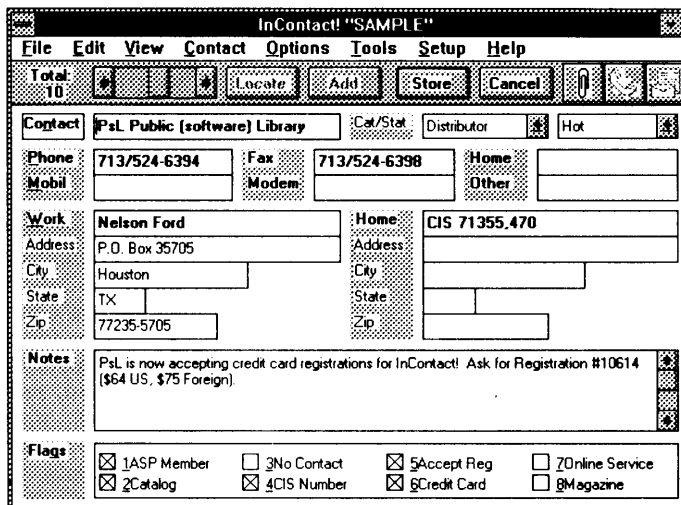 InContact! "SAMPLE"
File Edit View Contact Options Tools Setup Help
Total: 10 Locate Add Store Cancel
Contact PsL Public (software) Library Cat/Stat Distributor Hot
Phone 713/524-6394 Fax 713/524-6398 Home
Mobil Modem Other
Work Nelson Ford Home CIS 71355,470
Address P.O. Box 35705 Address
City Houston City
State TX State
Zip 77235-5705 Zip
Notes PsL is now accepting credit card registrations for InContact! Ask for Registration #10614
($64 US, $75 Foreign).
Flags
1ASP Member 3No Contact 5Accept Reg 7Online Service
2Catalog 4CIS Number 6Credit Card 8Magazine